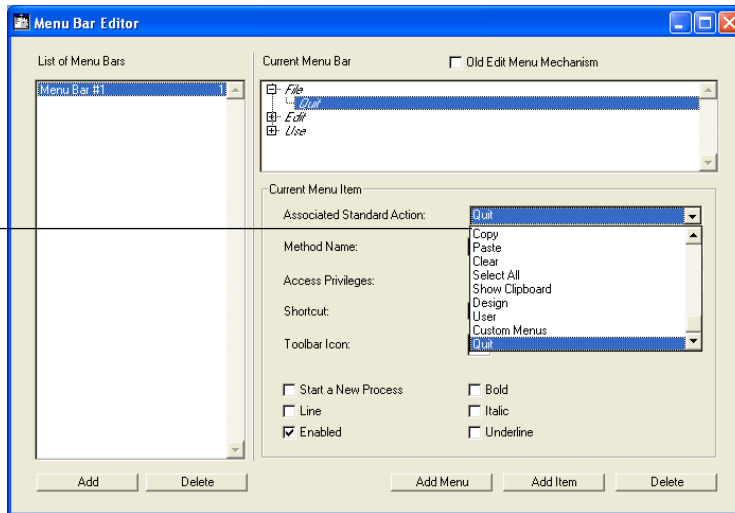 Menu Bar Editor
List of Menu Bars
Current Menu Bar
Old Edit Menu Mechanism
Menu Bar #1 1
File
Quit
Edit
Use
Current Menu Item
Associated Standard Action: Quit
Copy
Paste
Clear
Select All
Show Clipboard
Design
User
Custom Menus
Quit
Method Name:
Access Privileges:
Shortcut:
Toolbar Icon:
Start a New Process
Bold
Line
Italic
Enabled
Underline
Add Delete
Add Menu Add Item Delete